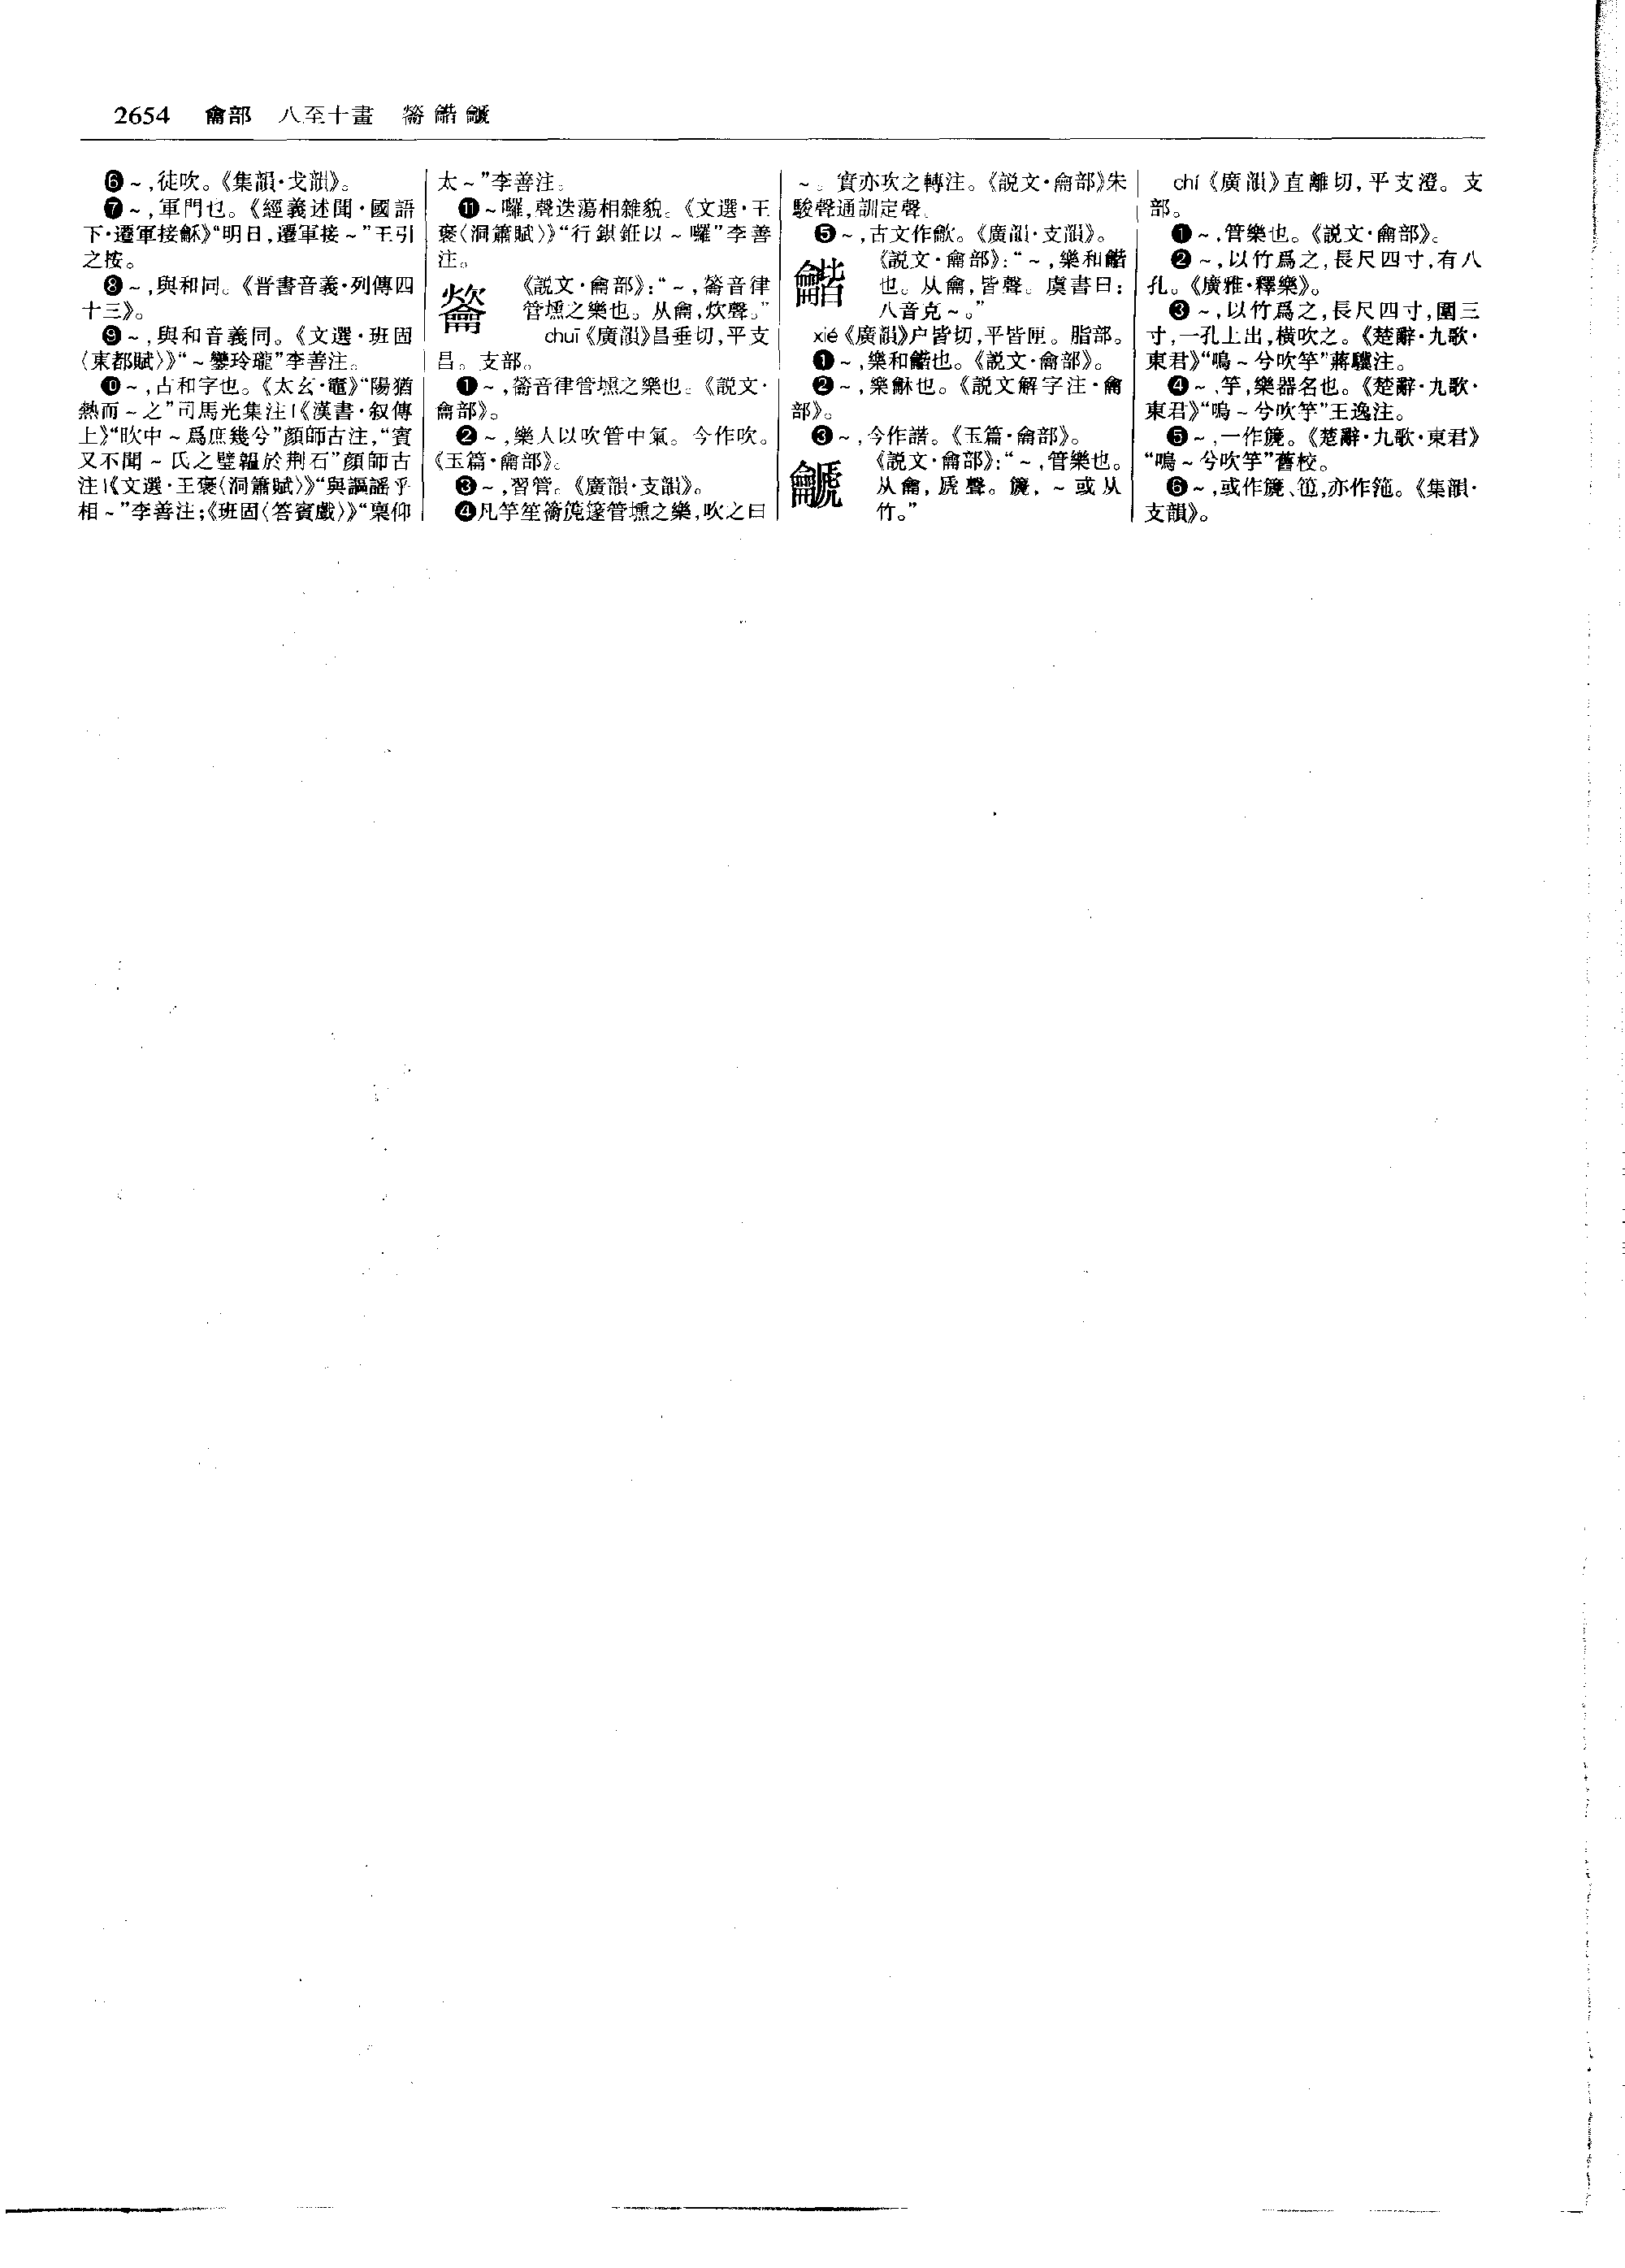 2654 龠部 八至十畫 龡 龤 龥
❻～,徒吹。《集韻·戈韻》。
❼～,軍門也。《經義述聞·國語
下·遷軍接龢》“明日,遷軍接～”王引
之按。
❽～,與和同。《晉書音義·列傳四
十三》。
❾～,與和音義同。《文選·班固
〈東都賦〉》“～鑾玲瓏”李善注。
❿～,古和字也。《太玄·竈》“陽猶
熱而～之”司馬光集注|《漢書·叙傳
上》“昒中～爲庶幾兮”顏師古注,“賓
又不聞～氏之璧韞於荆石”顏師古
注|《文選·王褒〈洞簫賦〉》“與謳謡乎
相～”李善注;《班固〈答賓戲〉》“稟仰
太～”李善注。
⓫～囉,聲迭蕩相雜貌。《文選·王
褒〈洞簫賦〉》“行鍖銋以～囉”李善
注。
龡
《説文·龠部》:“～,龡音律
管壎之樂也。从龠,炊聲。”
chuī《廣韻》昌垂切,平支
昌。支部。
❶～,龡音律管壎之樂也。《説文·
龠部》。
❷～,樂人以吹管中氣。今作吹。
《玉篇·龠部》。
❸～,習管。《廣韻·支韻》。
❹凡竽笙籥篪篴管壎之樂,吹之曰
～。實亦吹之轉注。《説文·龠部》朱
駿聲通訓定聲。
❺～,古文作龡。《廣韻·支韻》。
龤
《説文·龠部》:“～,樂和龤
也。从龠,皆聲。虞書曰:
八音克～。”
xié《廣韻》户皆切,平皆匣。脂部。
❶～,樂和龤也。《説文·龠部》。
❷～,樂龢也。《説文解字注·龠
部》。
❸～,今作諧。《玉篇·龠部》。
《説文·龠部》:“～,管樂也。
从龠,虒聲。篪,～或从
竹。”
chí《廣韻》直離切,平支澄。支
部。
❶～,管樂也。《説文·龠部》。
❷～,以竹爲之,長尺四寸,有八
孔。《廣雅·釋樂》。
❸～,以竹爲之,長尺四寸,圍三
寸,一孔上出,横吹之。《楚辭·九歌·
東君》“鳴～兮吹竽”蔣驥注。
❹～、竽,樂器名也。《楚辭·九歌·
東君》“鳴～兮吹竽”王逸注。
❺～,一作篪。《楚辭·九歌·東君》
“鳴～兮吹竽”舊校。
❻～,或作篪、竾,亦作箎。《集韻·
支韻》。